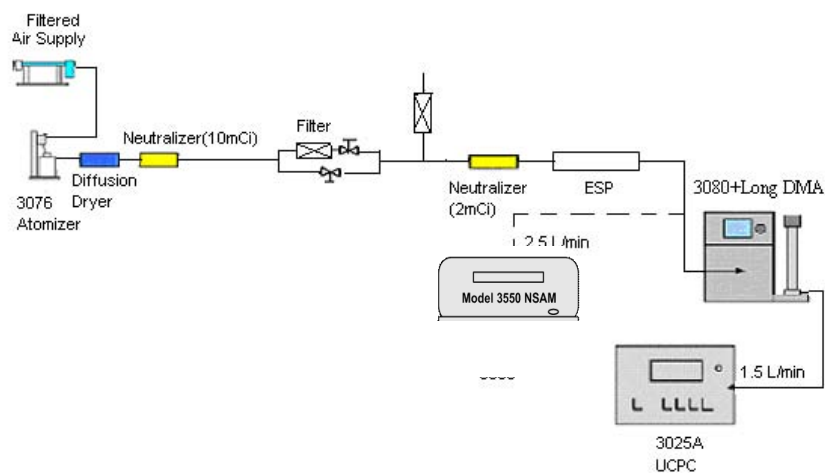 Filtered
Air Supply
Neutralizer(10mCi)
Filter
Diffusion
Dryer
3076
Atomizer
Neutralizer
(2mCi)
ESP
3080+Long DMA
2.5 L/min
Model 3550 NSAM
1.5 L/min
3025A
UCPC